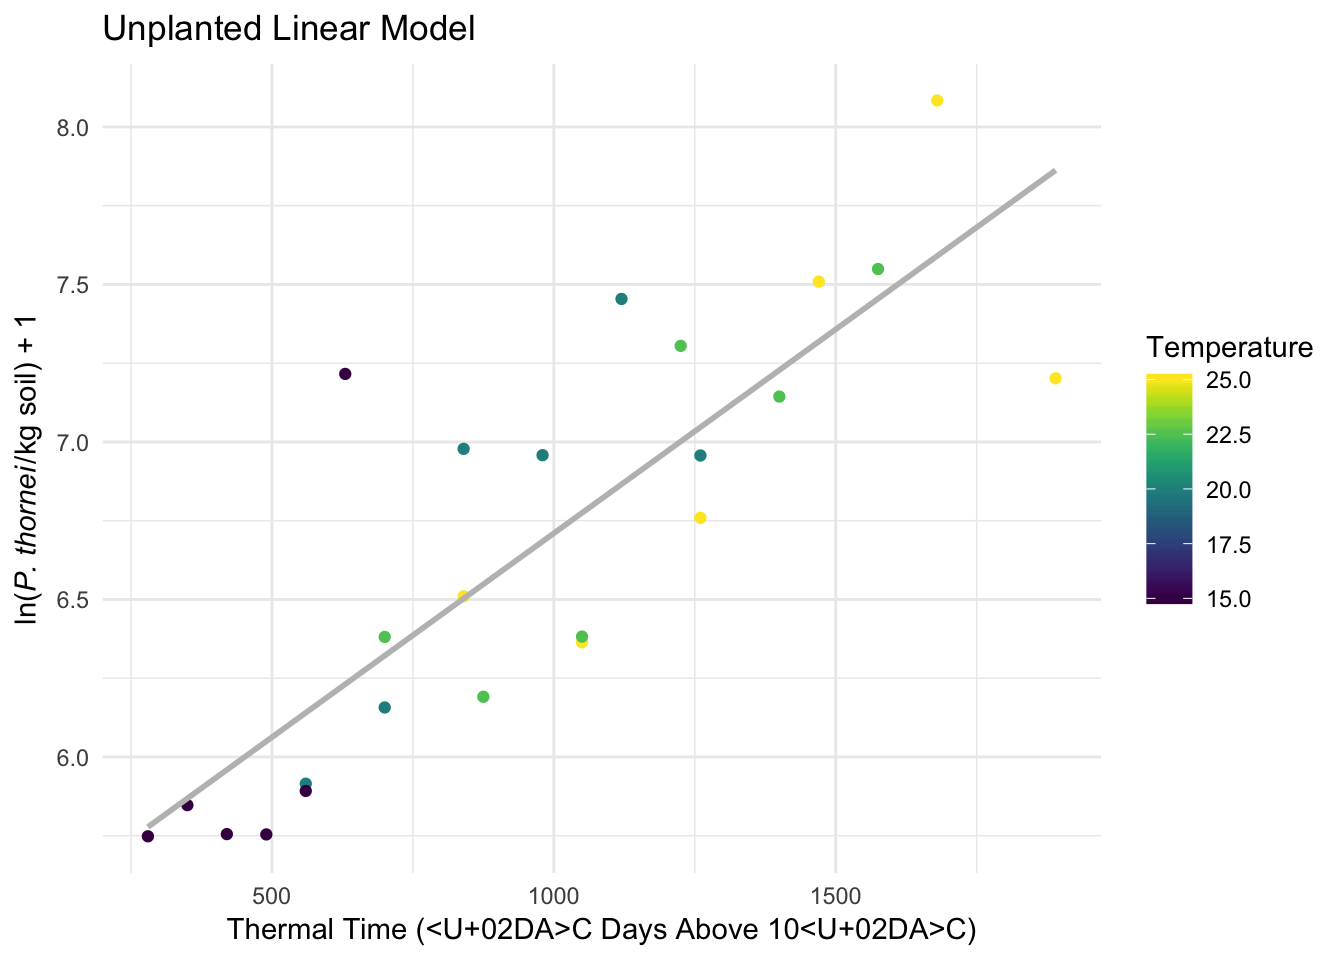 Unplanted Linear Model
8.0
7.5
7.0
6.5
6.0
ln(P. thornei/kg soil) + 1
500 1000 1500
Thermal Time (<U+02DA>C Days Above 10<U+02DA>C)
Temperature
25.0
22.5
20.0
17.5
15.0